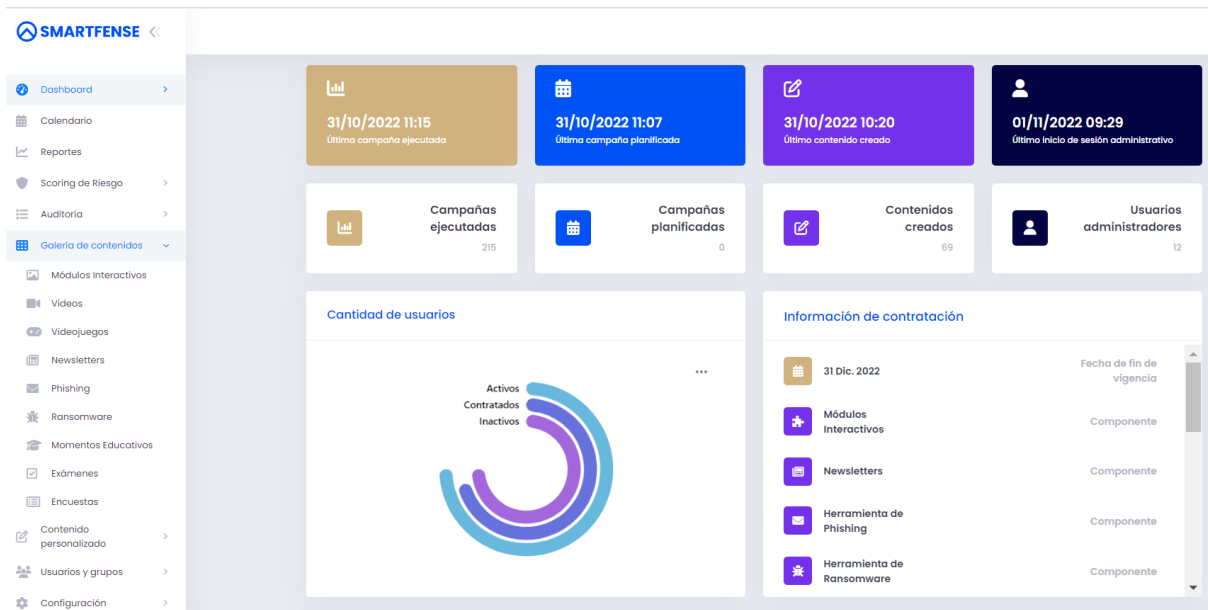 SMARTFENSE
Dashboard
Calendario
Reportes
Scoring de Riesgo
Auditoría
Galería de contenidos
Módulos Interactivos
Videos
Videojuegos
Newsletters
Phishing
Ransomware
Momentos Educativos
Exámenes
Encuestas
Contenido
personalizado
Usuarios y grupos
Configuración
31/10/2022 11:15
Última campaña ejecutada
31/10/2022 11:07
Última campaña planificada
31/10/2022 10:20
Último contenido creado
01/11/2022 09:29
Último inicio de sesión administrativo
Campañas
ejecutadas
215
Campañas
planificadas
0
Contenidos
creados
69
Usuarios
administradores
12
Cantidad de usuarios
Activos
Contratados
Inactivos
Información de contratación
31 Dic. 2022
Fecha de fin de
vigencia
Módulos
Interactivos
Componente
Newsletters
Componente
Herramienta de
Phishing
Componente
Herramienta de
Ransomware
Componente